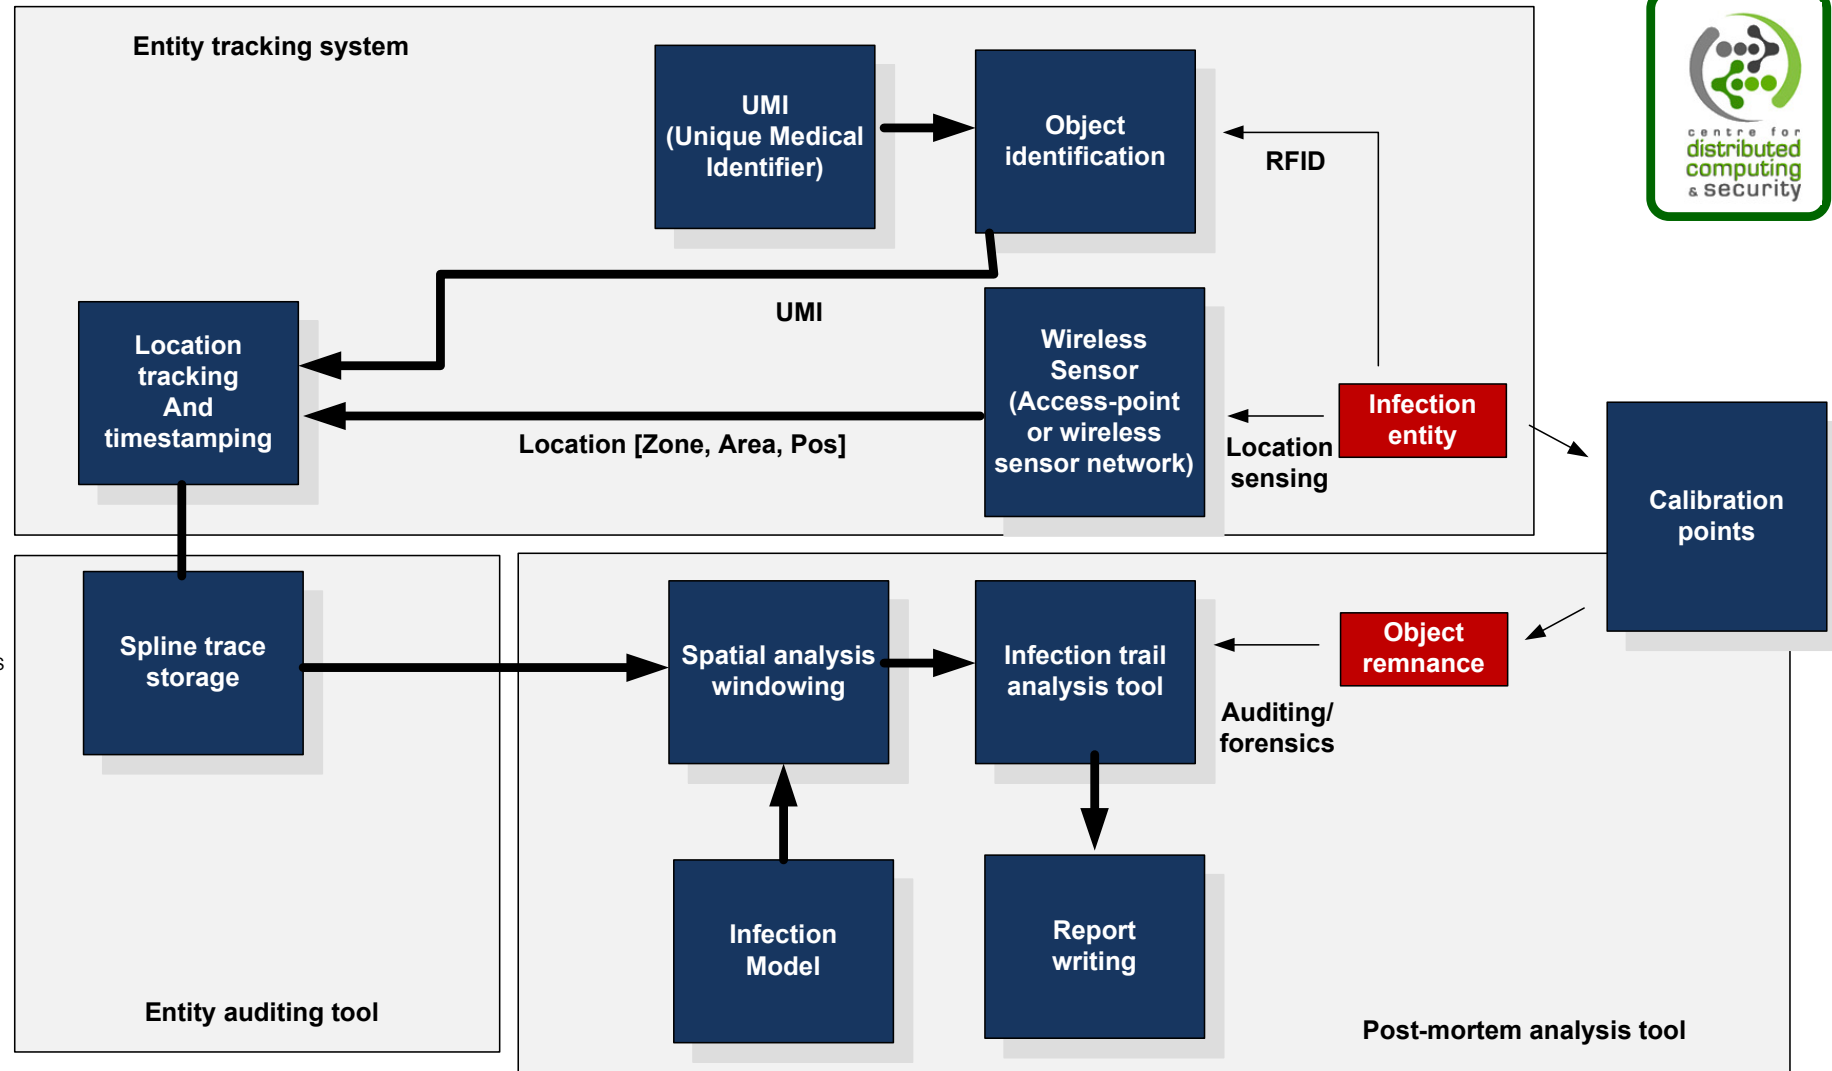 Entity tracking system
UMI
(Unique Medical
Identifier)
Object
identification
RFID
centre for
distributed
computing
& security
UMI
Location
tracking
And
timestamping
Wireless
Sensor
(Access-point
or wireless
sensor network)
Location [Zone, Area, Pos]
Location
sensing
Infection
entity
Calibration
points
s
Spline trace
storage
Spatial analysis
windowing
Infection trail
analysis tool
Object
remnance
Auditing/
forensics
Infection
Model
Report
writing
Entity auditing tool
Post-mortem analysis tool